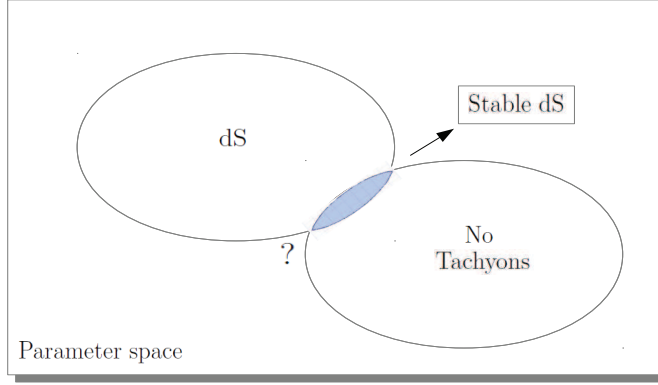 dS
Stable dS
No
Tachyons
?
Parameter space